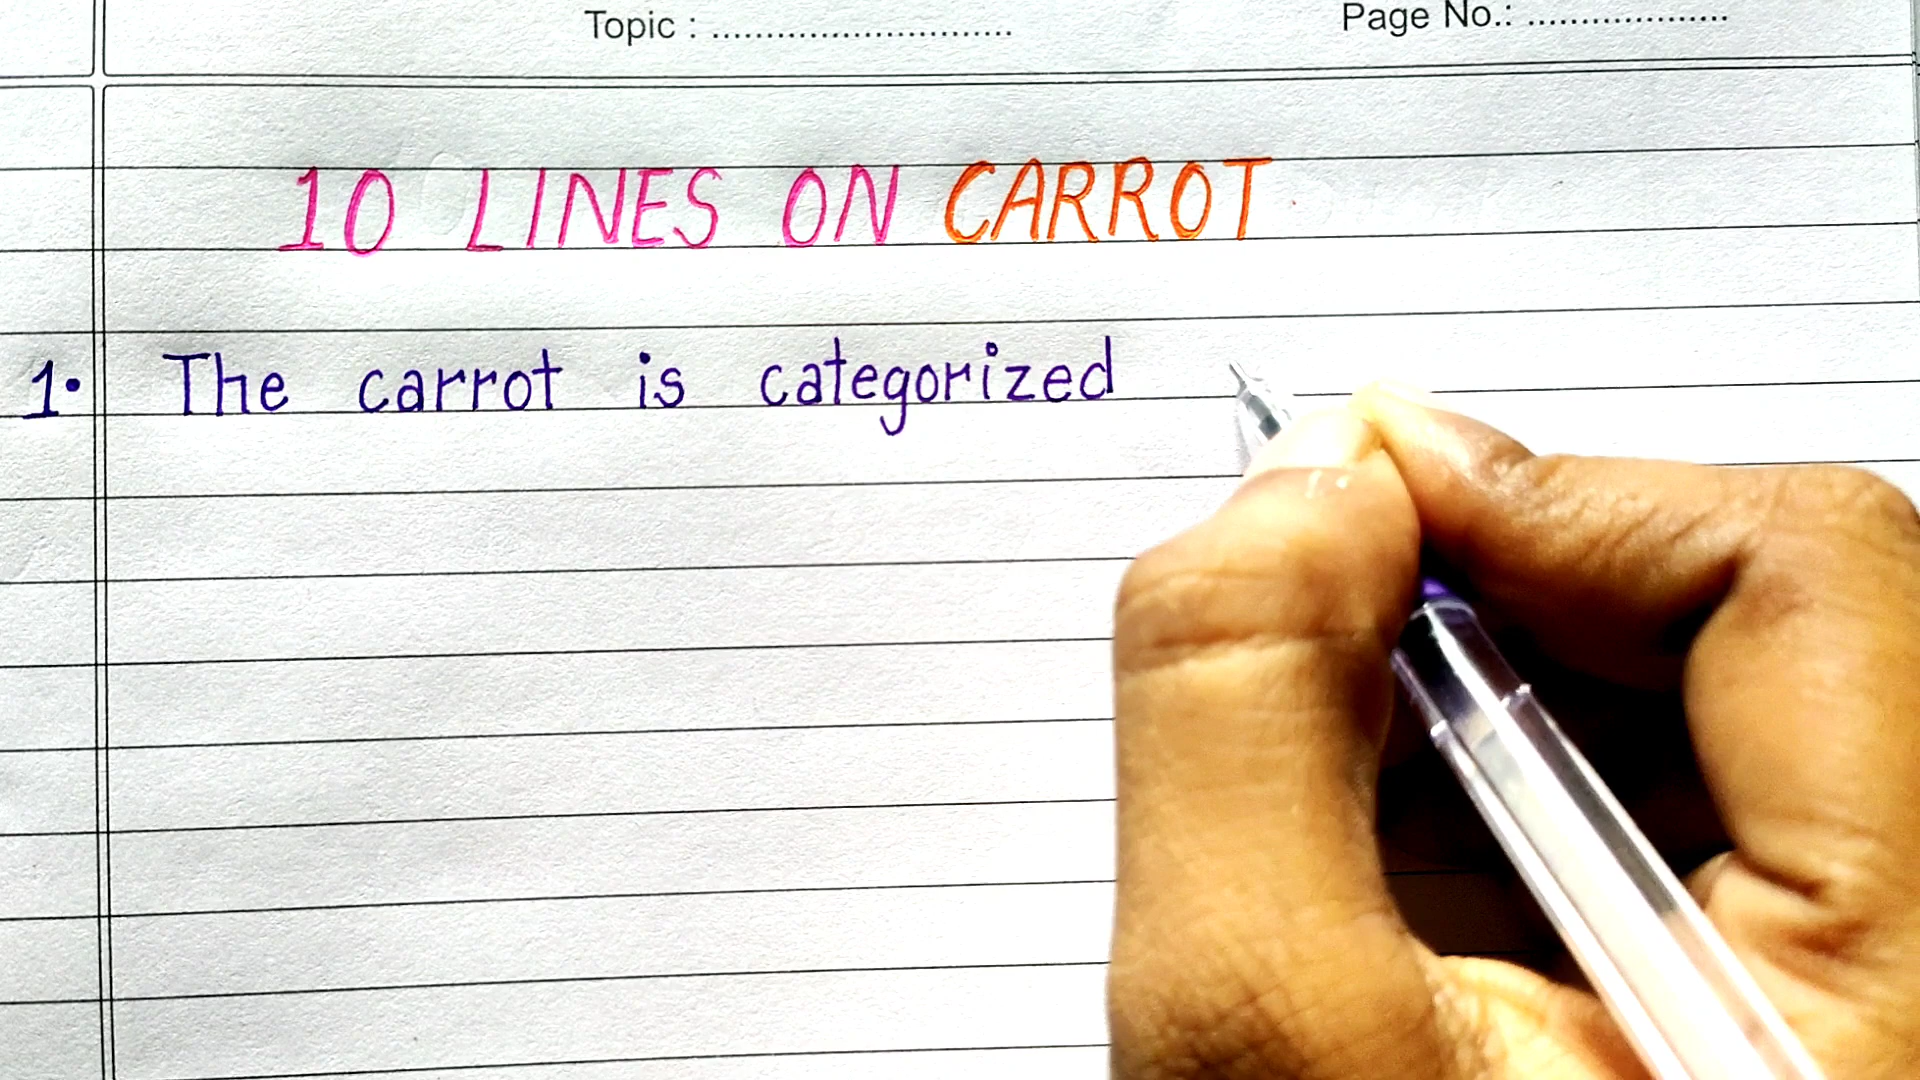 Topic : ............................ Page No.: ...................
10 LINES ON CARROT
1. The carrot is categorized